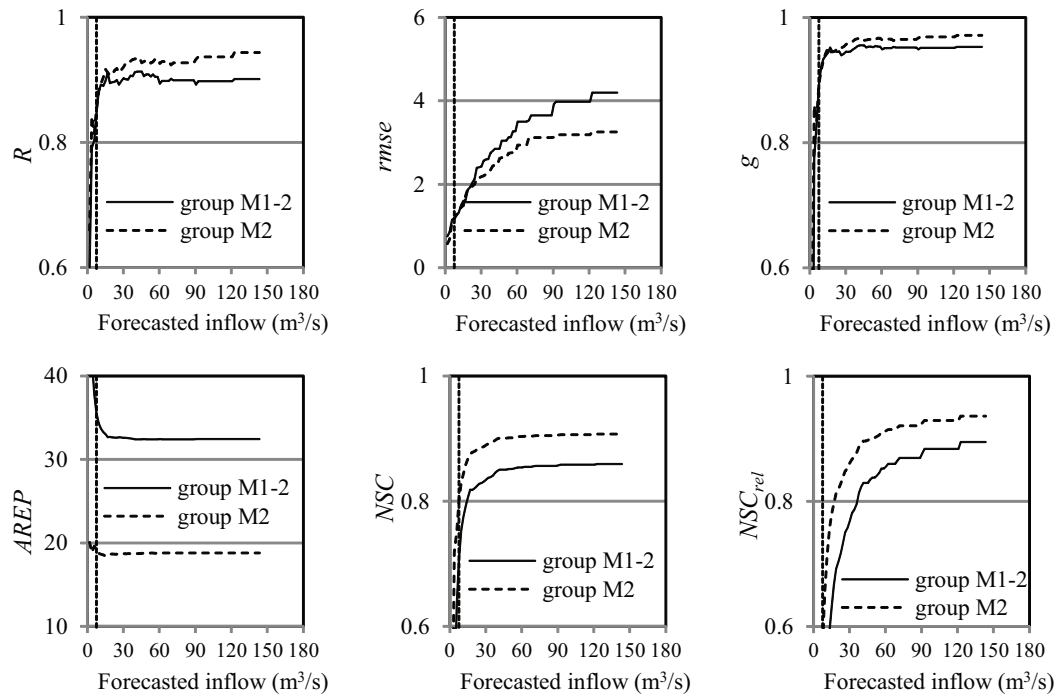 1
0.8
0.6
R
group M1-2
group M2
0 30 60 90 120 150 180
Forecasted inflow (m³/s)
6
4
2
0
rmse
group M1-2
group M2
0 30 60 90 120 150 180
Forecasted inflow (m³/s)
1
0.8
0.6
g
group M1-2
group M2
0 30 60 90 120 150 180
Forecasted inflow (m³/s)
40
30
20
10
AREP
group M1-2
group M2
0 30 60 90 120 150 180
Forecasted inflow (m³/s)
1
0.8
0.6
NSC
group M1-2
group M2
0 30 60 90 120 150 180
Forecasted inflow (m³/s)
1
0.8
0.6
NSC_rel
group M1-2
group M2
0 30 60 90 120 150 180
Forecasted inflow (m³/s)